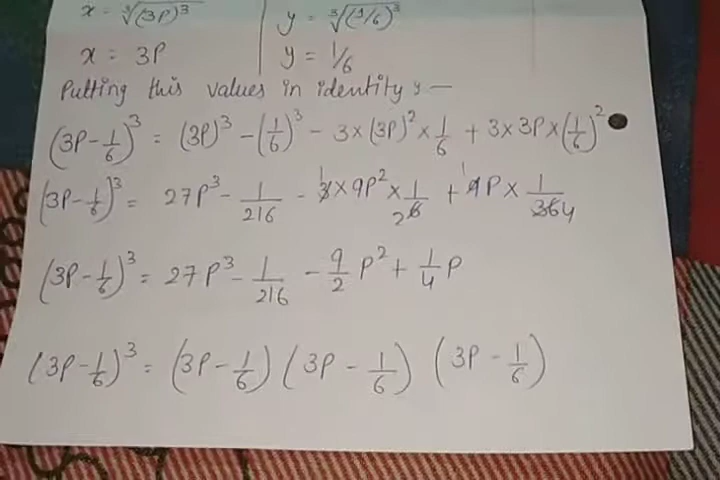 x = ∛(3P)³ y = ∛(1/6)³
x = 3P y = 1/6
Putting this values in identity :—
(3P - 1/6)³ = (3P)³ - (1/6)³ - 3 × (3P)² × 1/6 + 3 × 3P × (1/6)²
(3P - 1/6)³ = 27P³ - 1/216 - 3 × 9P² × 1/6 + 9P × 1/36
(3P - 1/6)³ = 27P³ - 1/216 - 9/2 P² + 1/4 P
(3P - 1/6)³ = (3P - 1/6) (3P - 1/6) (3P - 1/6)